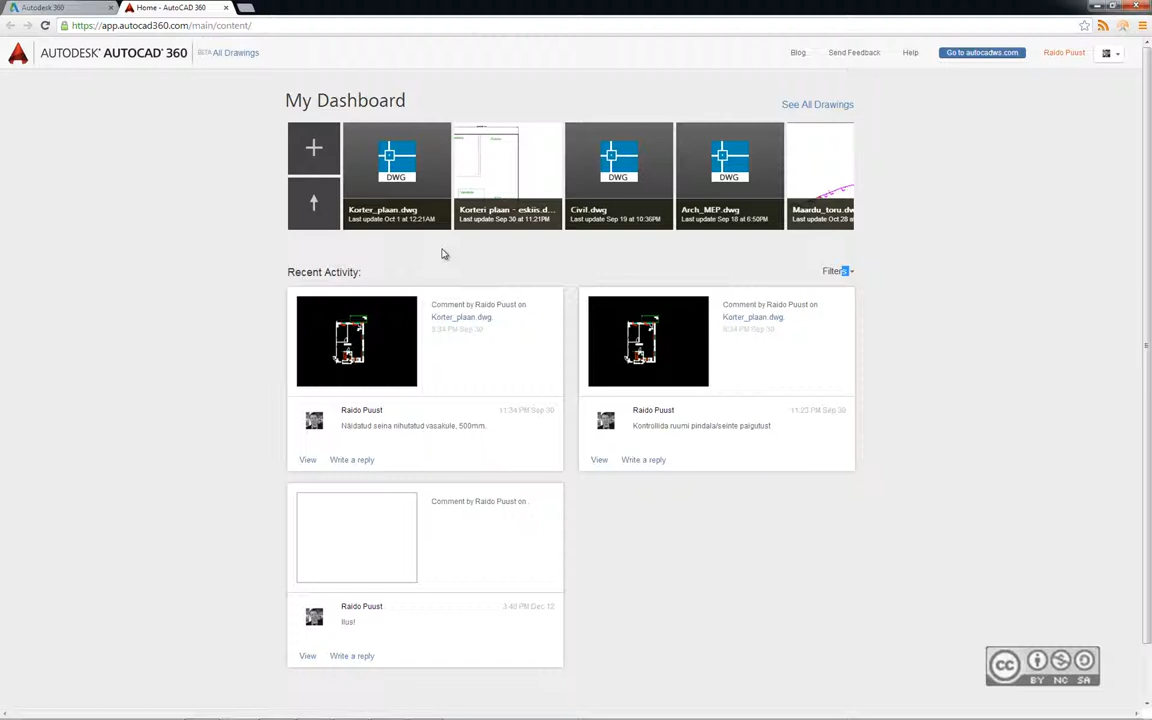 Autodesk 360
Home - AutoCAD 360
https://app.autocad360.com/main/content/
AUTODESK® AUTOCAD® 360
BETA
All Drawings
Blog
Send Feedback
Help
Go to autocadws.com
Raido Puust
My Dashboard
See All Drawings
DWG
Korter_plaan.dwg
Last update Oct 1 at 12:21AM
Korteri plaan - eskiis.d...
Last update Sep 30 at 11:21PM
DWG
Civil.dwg
Last update Sep 19 at 10:36PM
DWG
Arch_MEP.dwg
Last update Sep 18 at 6:50PM
Maardu_toru.dw
Last update Oct 28 at
Recent Activity:
Filters
Comment by Raido Puust on
Korter_plaan.dwg.
Raido Puust
11:34 PM Sep 30
Näidatud seina nihutatud vasakule, 500mm.
View
Write a reply
Comment by Raido Puust on
Korter_plaan.dwg.
Raido Puust
11:23 PM Sep 30
Kontrollida ruumi pindala/seinte paigutust
View
Write a reply
Comment by Raido Puust on .
Raido Puust
3:40 PM Dec 12
Ilus!
View
Write a reply
cc
BY NC SA